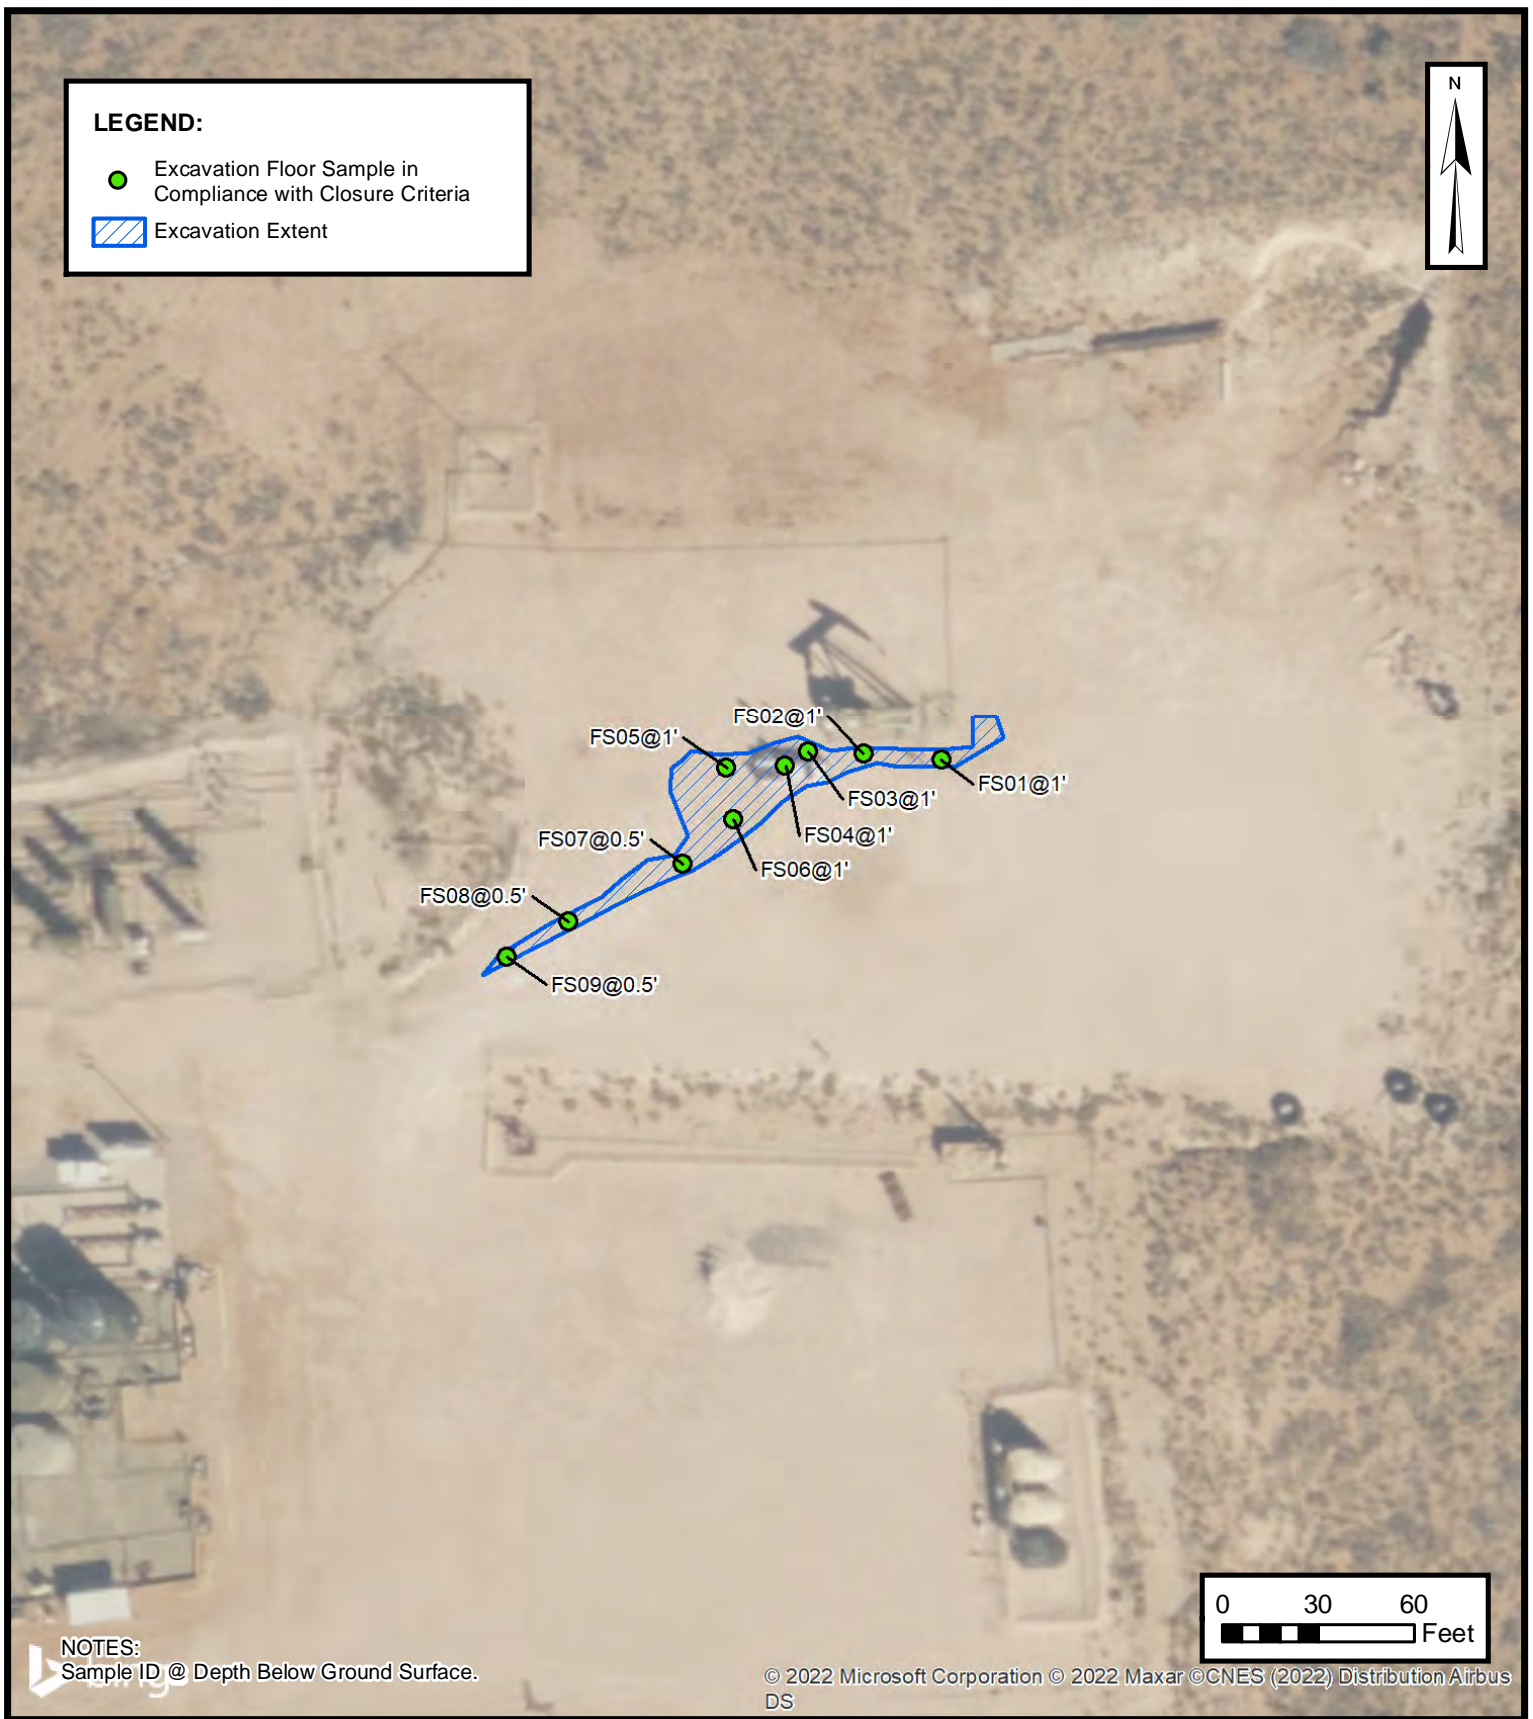 LEGEND:
Excavation Floor Sample in
Compliance with Closure Criteria
Excavation Extent
N
FS02@1'
FS05@1'
FS01@1'
FS03@1'
FS04@1'
FS07@0.5'
FS06@1'
FS08@0.5'
FS09@0.5'
0 30 60
Feet
NOTES:
Sample ID @ Depth Below Ground Surface.
bing
© 2022 Microsoft Corporation © 2022 Maxar ©CNES (2022) Distribution Airbus
DS